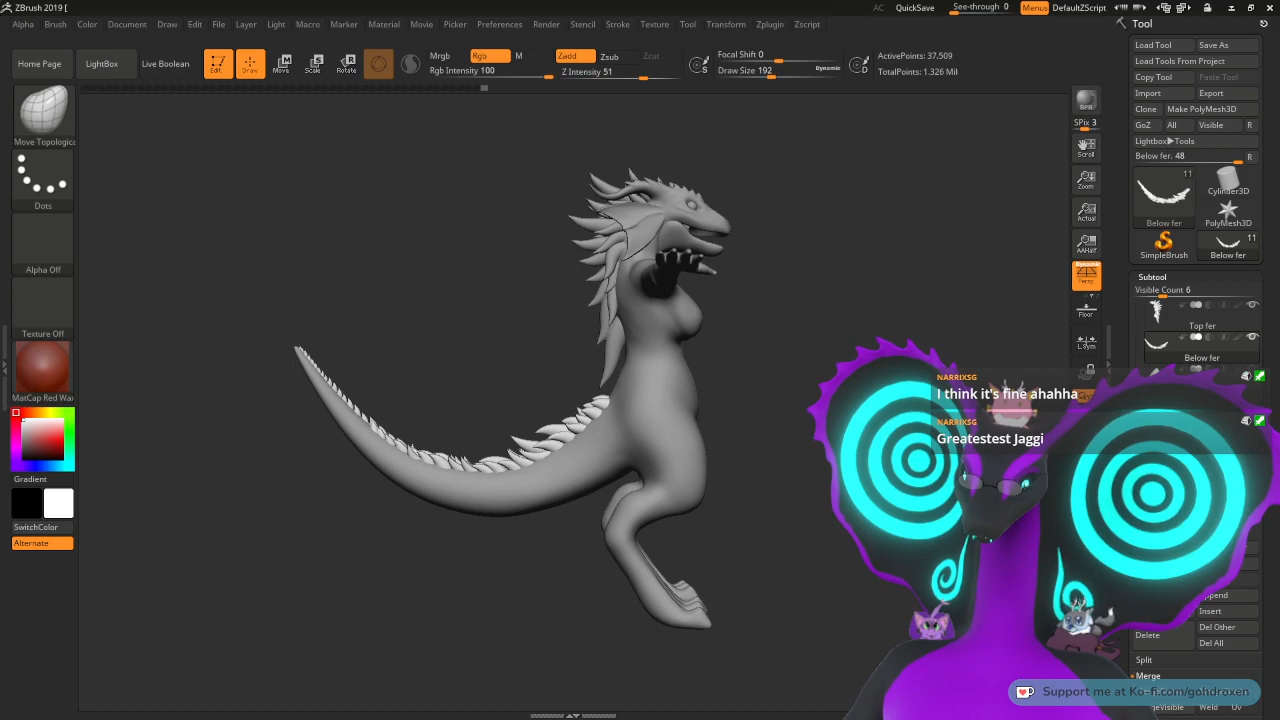 ZBrush 2019 [
AC QuickSave See-through 0 Menus DefaultZScript
Alpha Brush Color Document Draw Edit File Layer Light Macro Marker Material Movie Picker Preferences Render Stencil Stroke Texture Tool Transform Zplugin Zscript
Tool
Home Page LightBox Live Boolean Edit Draw Move Scale Rotate
Mrgb Rgb M
Rgb Intensity 100
Zadd Zsub Zcut
Z Intensity 51
Focal Shift 0
Draw Size 192 Dynamic
S
D
ActivePoints: 37,509
TotalPoints: 1.326 Mil
Load Tool Save As
Load Tools From Project
Copy Tool Paste Tool
Import Export
Clone Make PolyMesh3D
GoZ All Visible R
Lightbox▶Tools
Below fer. 48 R
11
Cylinder3D
Below fer PolyMesh3D
11
SimpleBrush Below fer
Subtool
Visible Count 6
Top fer
Below fer
Move Topologica
Dots
Alpha Off
Texture Off
MatCap Red Wax
Gradient
SwitchColor
Alternate
BPR
SPix 3
Scroll
Zoom
Actual
AAHalf
Dynamic
Persp
Floor
L.Sym
NARRIXSG
I think it's fine ahahha
NARRIXSG
Greatestest Jaggi
ppend
Insert
Delete Del Other
Del All
Split
Merge
Support me at Ko-fi.com/gohdroxen
geVisible Weld Uv